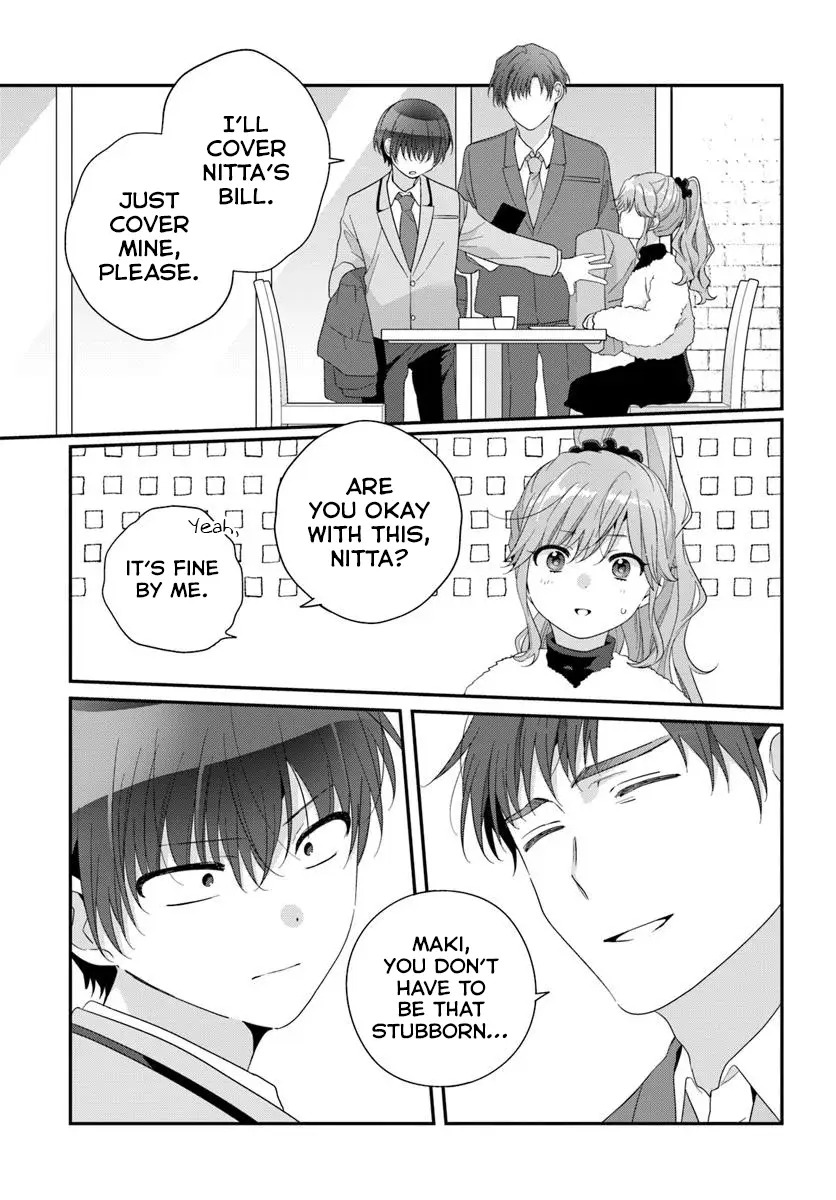 I'LL
COVER
NITTA'S
BILL.
JUST
COVER
MINE,
PLEASE.
ARE
YOU OKAY
WITH THIS,
NITTA?
Yeah,
IT'S FINE
BY ME.
MAKI,
YOU DON'T
HAVE TO
BE THAT
STUBBORN...